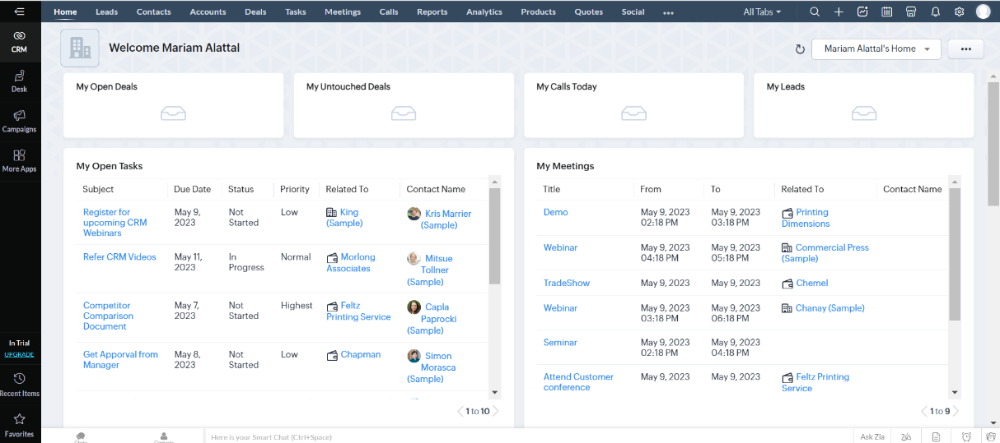 Home Leads Contacts Accounts Deals Tasks Meetings Calls Reports Analytics Products Quotes Social ... All Tabs
CRM
Desk
Campaigns
More Apps
In Trial
UPGRADE
Recent Items
Favorites
Welcome Mariam Alattal
Mariam Alattal's Home
My Open Deals
My Untouched Deals
My Calls Today
My Leads
My Open Tasks
Subject Due Date Status Priority Related To Contact Name
Register for May 9, Not Low King Kris Marrier
upcoming CRM 2023 Started (Sample) (Sample)
Webinars
Refer CRM Videos May 11, In Normal Morlong Mitsue
2023 Progress Associates Tollner
(Sample)
Competitor May 7, Not Highest Feltz Capla
Comparison 2023 Started Printing Service Paprocki
Document (Sample)
Get Apporval from May 8, Not Low Chapman Simon
Manager 2023 Started Morasca
(Sample)
1 to 10
My Meetings
Title From To Related To Contact Name
Demo May 9, 2023 May 9, 2023 Printing
02:18 PM 03:18 PM Dimensions
Webinar May 9, 2023 May 9, 2023 Commercial Press
04:18 PM 05:18 PM (Sample)
TradeShow May 9, 2023 May 9, 2023 Chemel
Webinar May 9, 2023 May 9, 2023 Chanay (Sample)
03:18 PM 06:18 PM
Seminar May 9, 2023 May 9, 2023
02:18 PM 04:18 PM
Attend Customer May 9, 2023 May 9, 2023 Feltz Printing
conference Service
1 to 9
Here is your Smart Chat (Ctrl+Space)
Ask Zia